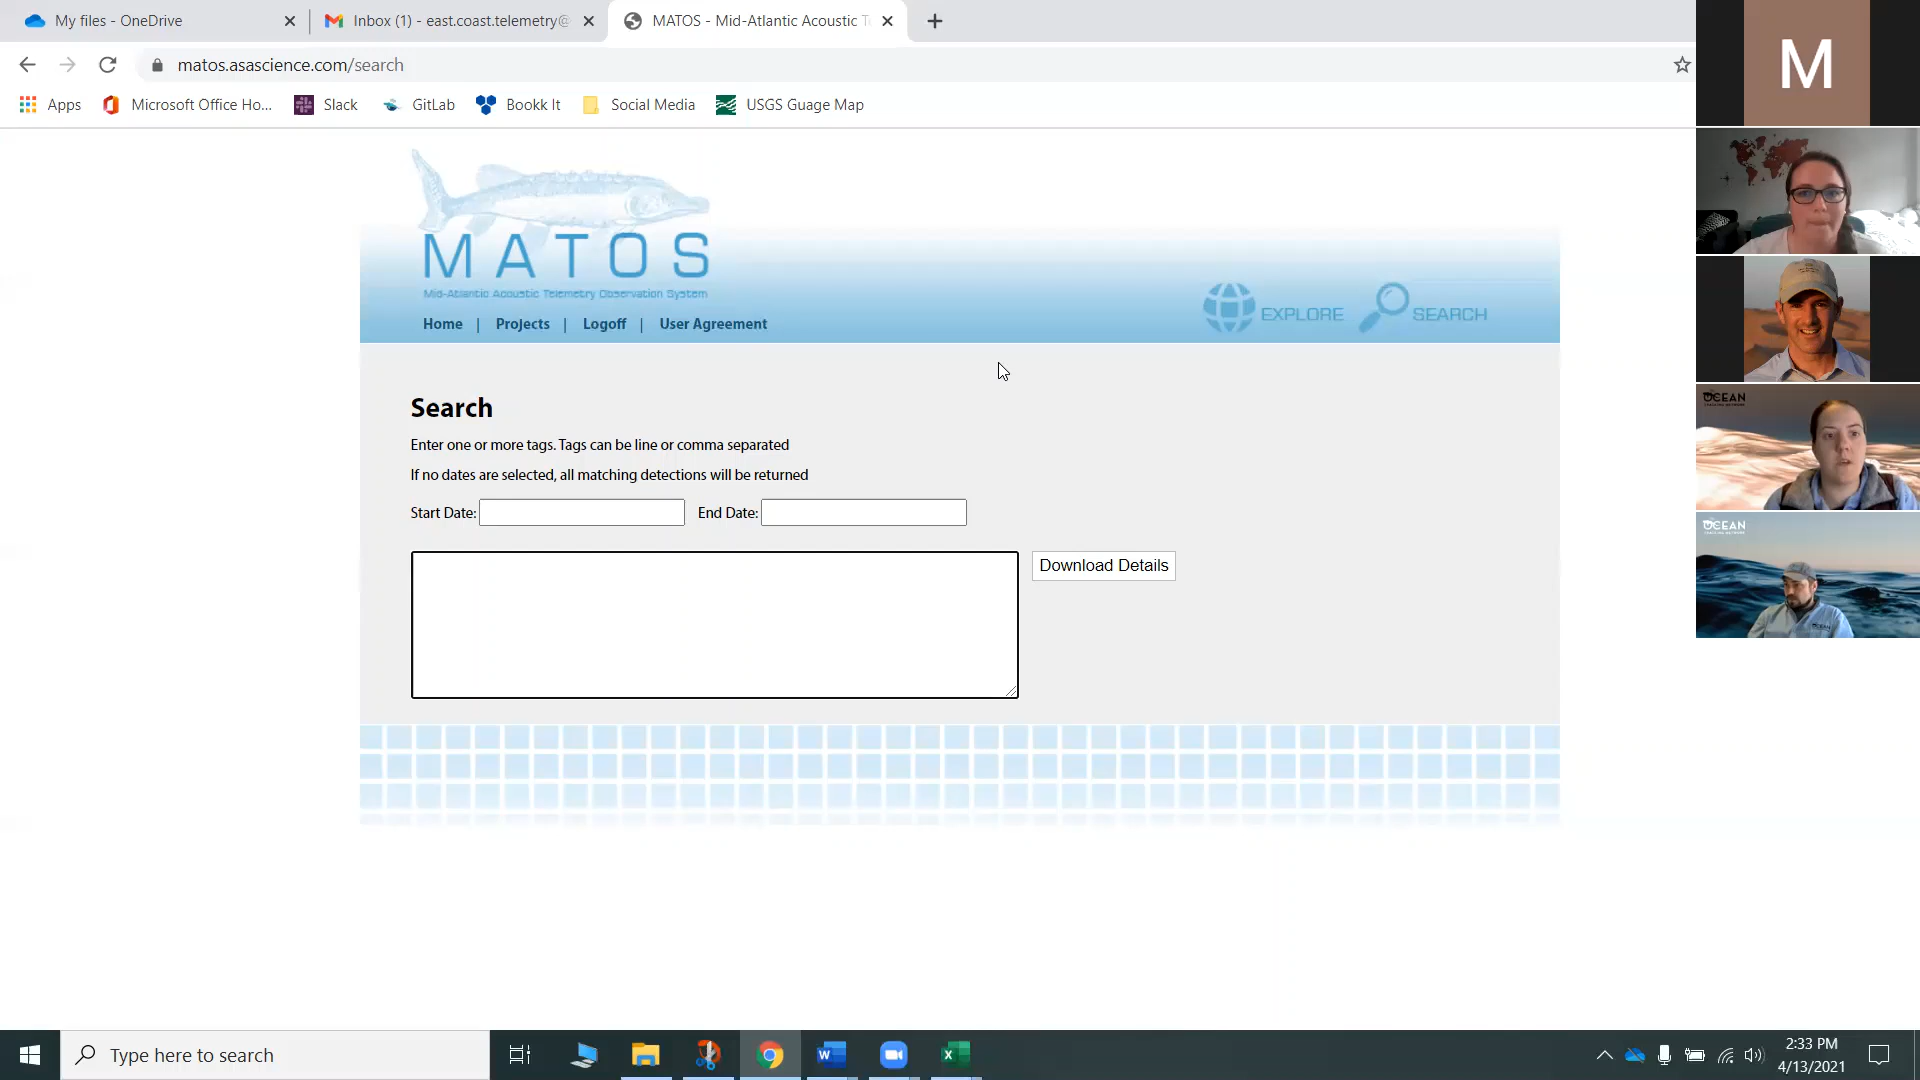 My files - OneDrive
Inbox (1) - east.coast.telemetry@
MATOS - Mid-Atlantic Acoustic T
matos.asascience.com/search
Apps
Microsoft Office Ho...
Slack
GitLab
Bookk It
Social Media
USGS Guage Map
M
MATOS
Mid-Atlantic Acoustic Telemetry Observation System
Home | Projects | Logoff | User Agreement
EXPLORE
SEARCH
Search
Enter one or more tags. Tags can be line or comma separated
If no dates are selected, all matching detections will be returned
Start Date:
End Date:
Download Details
OCEAN
OCEAN
Type here to search
2:33 PM
4/13/2021